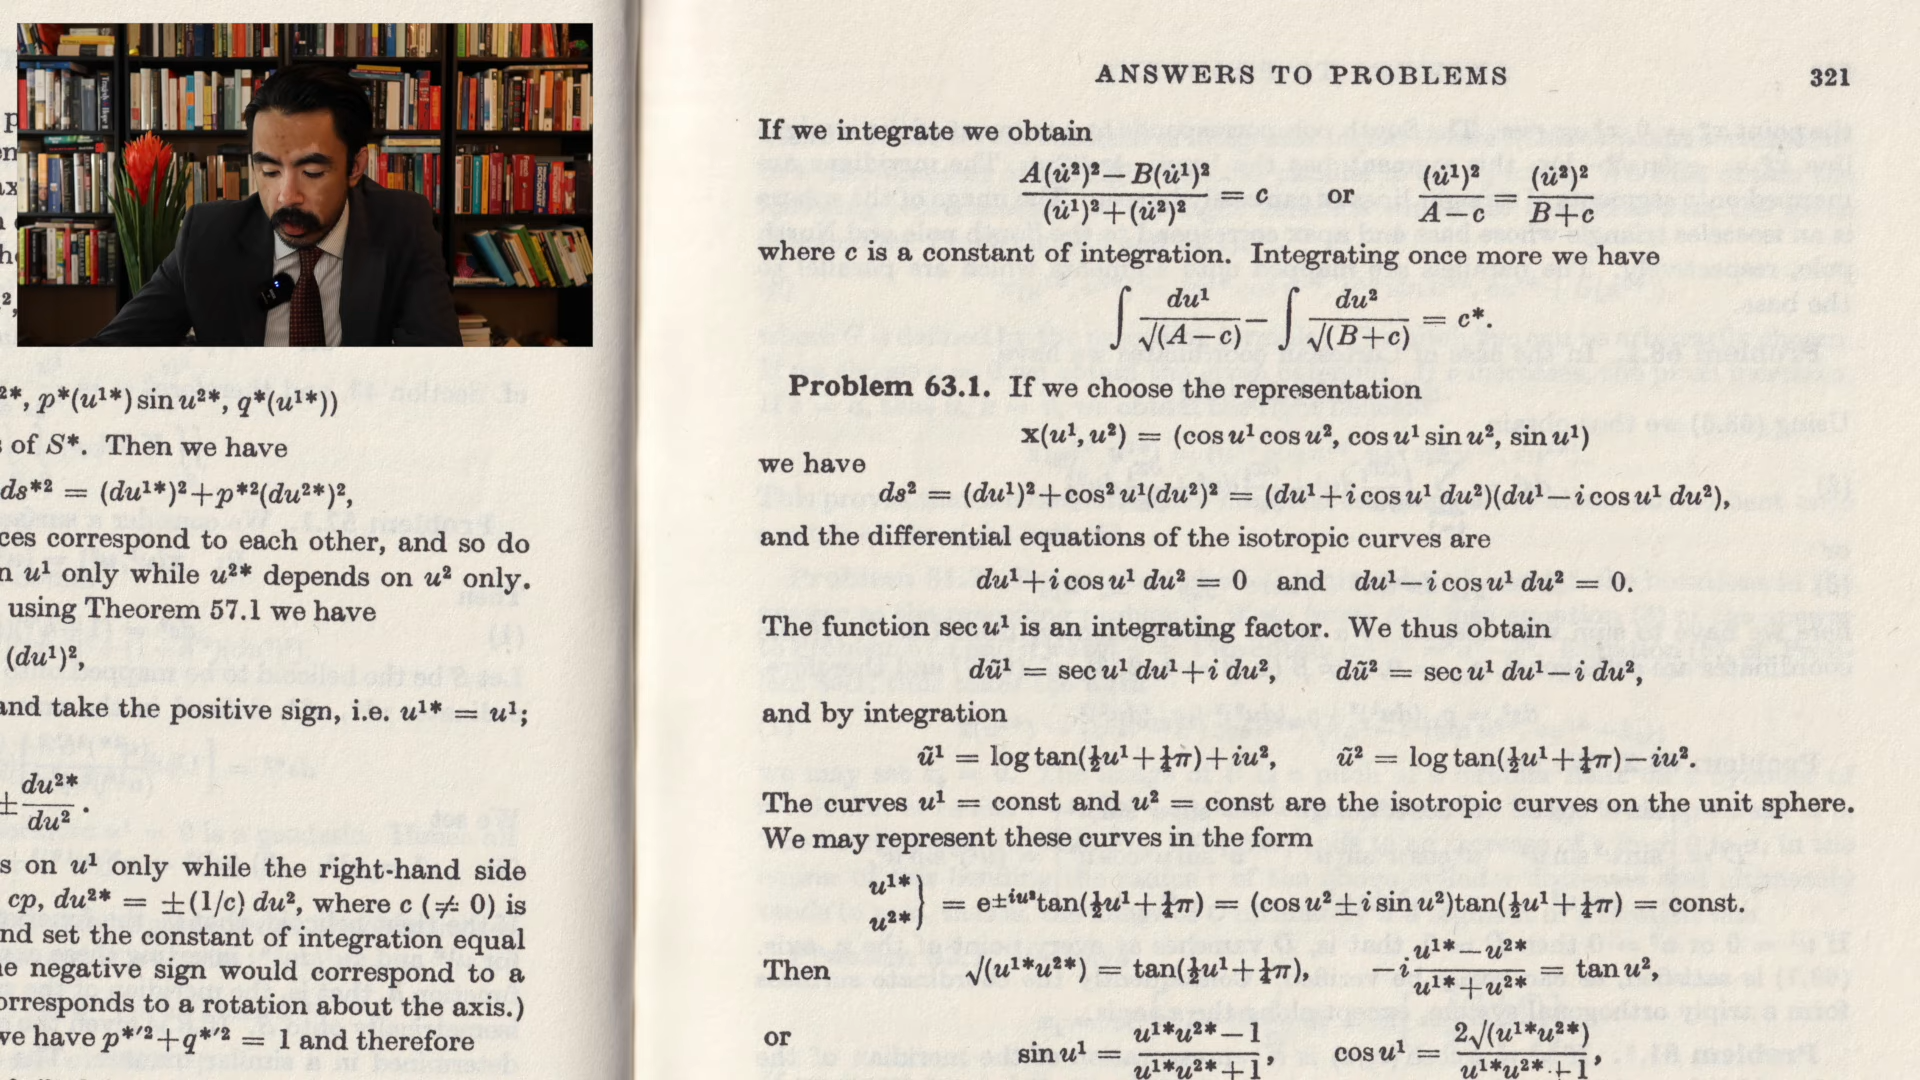 2*, p*(u¹*) sin u²*, q*(u¹*))
of S*. Then we have
ds*² = (du¹*)²+p*²(du²*)²,
ces correspond to each other, and so do
u¹ only while u²* depends on u² only.
using Theorem 57.1 we have
(du¹)²,
and take the positive sign, i.e. u¹* = u¹;
± du²*/du² .
s on u¹ only while the right-hand side
cp, du²* = ±(1/c) du², where c (≠ 0) is
nd set the constant of integration equal
e negative sign would correspond to a
orresponds to a rotation about the axis.)
we have p*′²+q*′² = 1 and therefore
ANSWERS TO PROBLEMS 321
If we integrate we obtain
(A(u̇²)²−B(u̇¹)²)/((u̇¹)²+(u̇²)²) = c or (u̇¹)²/(A−c) = (u̇²)²/(B+c)
where c is a constant of integration. Integrating once more we have
∫ du¹/√(A−c) − ∫ du²/√(B+c) = c*.
Problem 63.1. If we choose the representation
x(u¹, u²) = (cos u¹ cos u², cos u¹ sin u², sin u¹)
we have
ds² = (du¹)²+cos² u¹(du²)² = (du¹+i cos u¹ du²)(du¹−i cos u¹ du²),
and the differential equations of the isotropic curves are
du¹+i cos u¹ du² = 0 and du¹−i cos u¹ du² = 0.
The function sec u¹ is an integrating factor. We thus obtain
dũ¹ = sec u¹ du¹+i du², dũ² = sec u¹ du¹−i du²,
and by integration
ũ¹ = log tan(½u¹+¼π)+iu², ũ² = log tan(½u¹+¼π)−iu².
The curves u¹ = const and u² = const are the isotropic curves on the unit sphere.
We may represent these curves in the form
u¹* u²*} = e^{±iu²} tan(½u¹+¼π) = (cos u²±i sin u²)tan(½u¹+¼π) = const.
Then √(u¹*u²*) = tan(½u¹+¼π), i (u¹*−u²*)/(u¹*+u²*) = tan u²,
or sin u¹ = (u¹*u²*−1)/(u¹*u²*+1), cos u¹ = 2√(u¹*u²*)/(u¹*u²*+1),